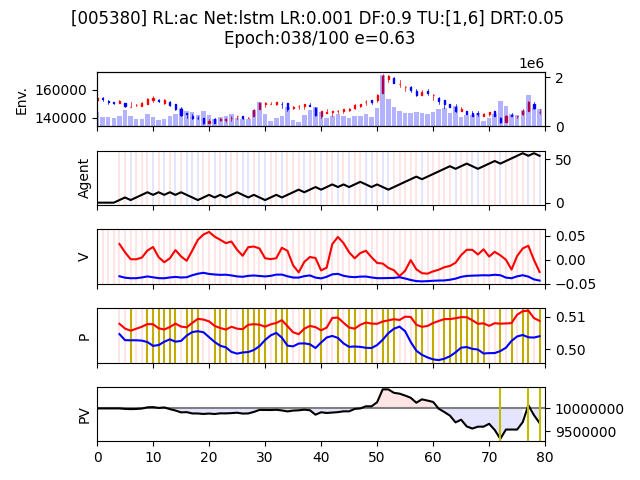 [005380] RL:ac Net:lstm LR:0.001 DF:0.9 TU:[1,6] DRT:0.05
Epoch:038/100 e=0.63
1e6
Env.
160000
140000
2
0
Agent
50
0
V
0.05
0.00
−0.05
P
0.51
0.50
PV
10000000
9500000
0 10 20 30 40 50 60 70 80